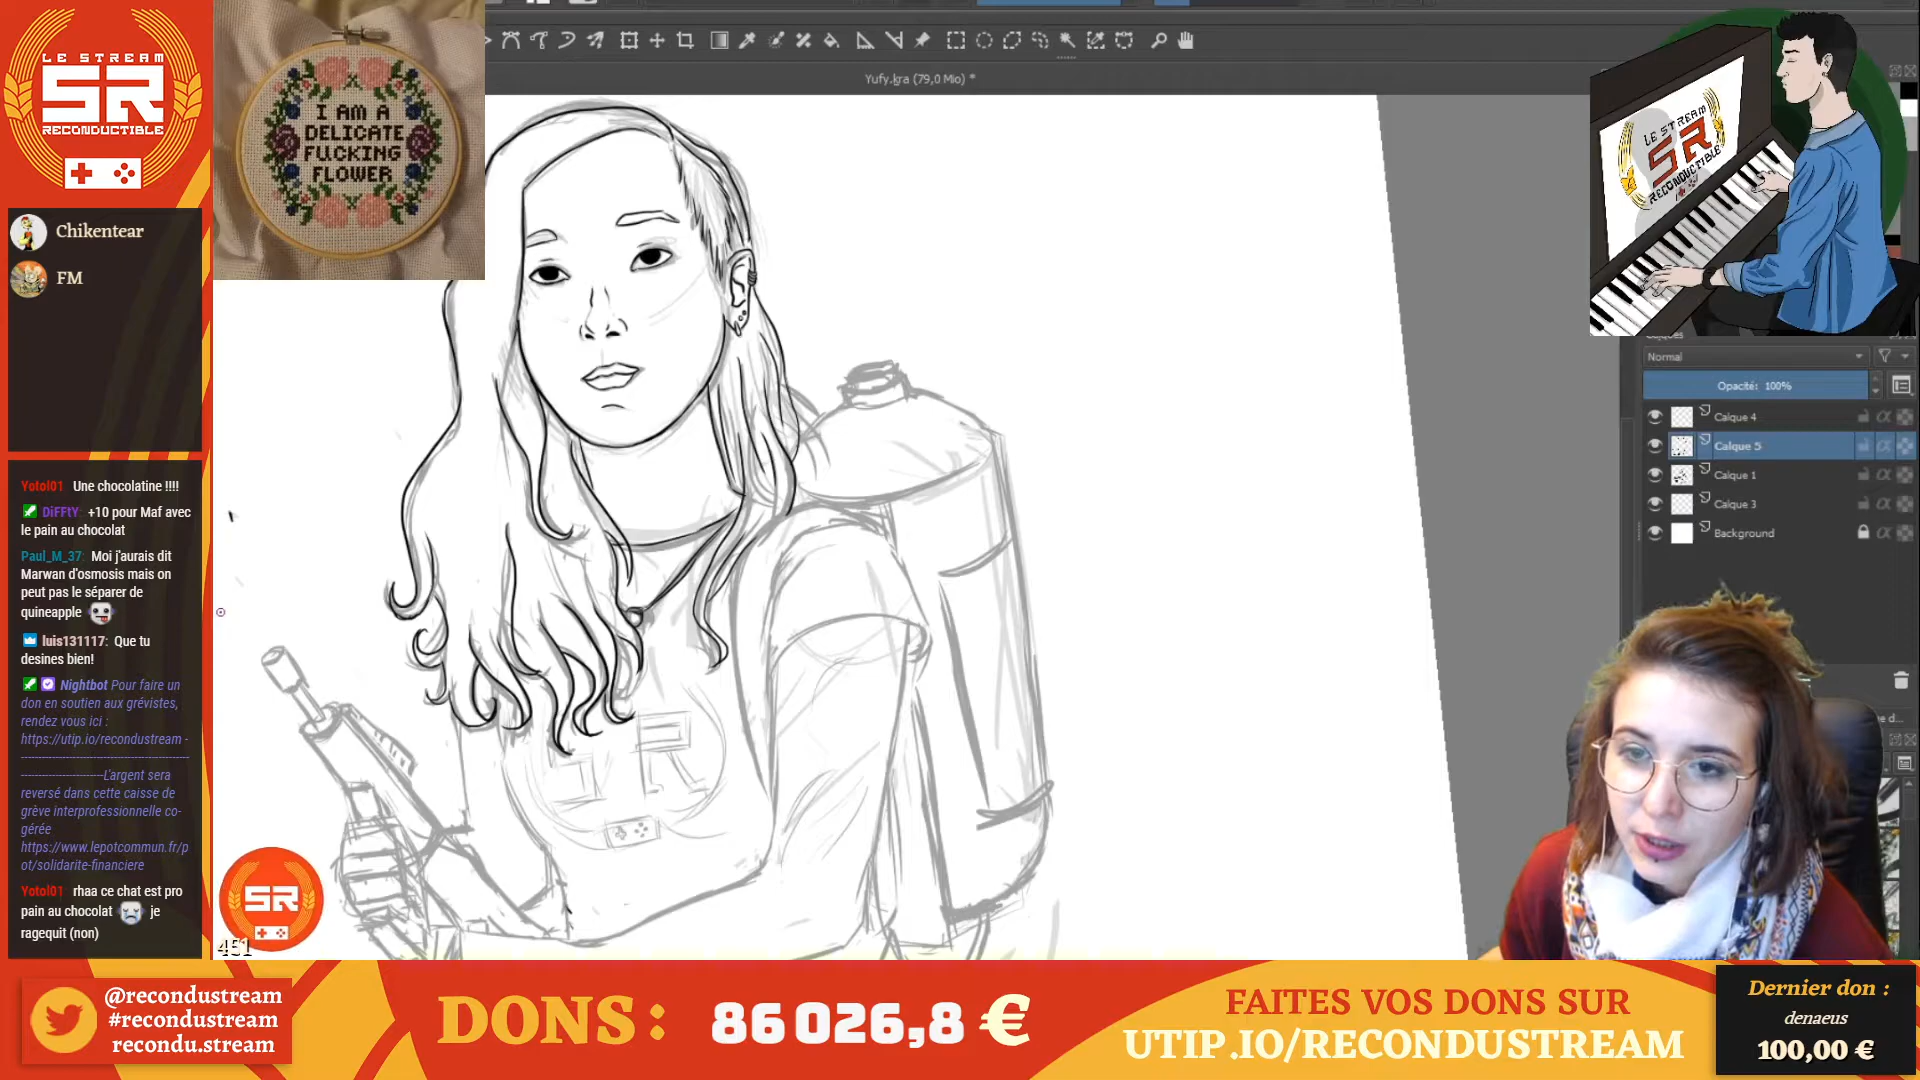 LE STREAM
SR
RECONDUCTIBLE
I AM A
DELICATE
FUCKING
FLOWER
Yufy.kra (79,0 Mio) *
LE STREAM
SR
RECONDUCTIBLE
Chikentear
FM
Normal
Opacité: 100%
Calque 4
Calque 5
Calque 1
Calque 3
Background
Yotol01 Une chocolatine !!!!
DiFFtY: +10 pour Maf avec
le pain au chocolat
Paul_M_37: Moi j'aurais dit
Marwan d'osmosis mais on
peut pas le séparer de
quineapple
luis131117: Que tu
desines bien!
Nightbot Pour faire un
don en soutien aux grévistes,
rendez vous ici :
https://utip.io/recondustream -
-----------------------------------------
----------------------L'argent sera
reversé dans cette caisse de
grève interprofessionnelle co-
gérée
https://www.lepotcommun.fr/p
ot/solidarite-financiere
Yotol01 rhaa ce chat est pro
pain au chocolat je
ragequit (non)
SR
SR
451
@recondustream
#recondustream
recondu.stream
DONS : 86 026,8 €
FAITES VOS DONS SUR
UTIP.IO/RECONDUSTREAM
Dernier don :
denaeus
100,00 €